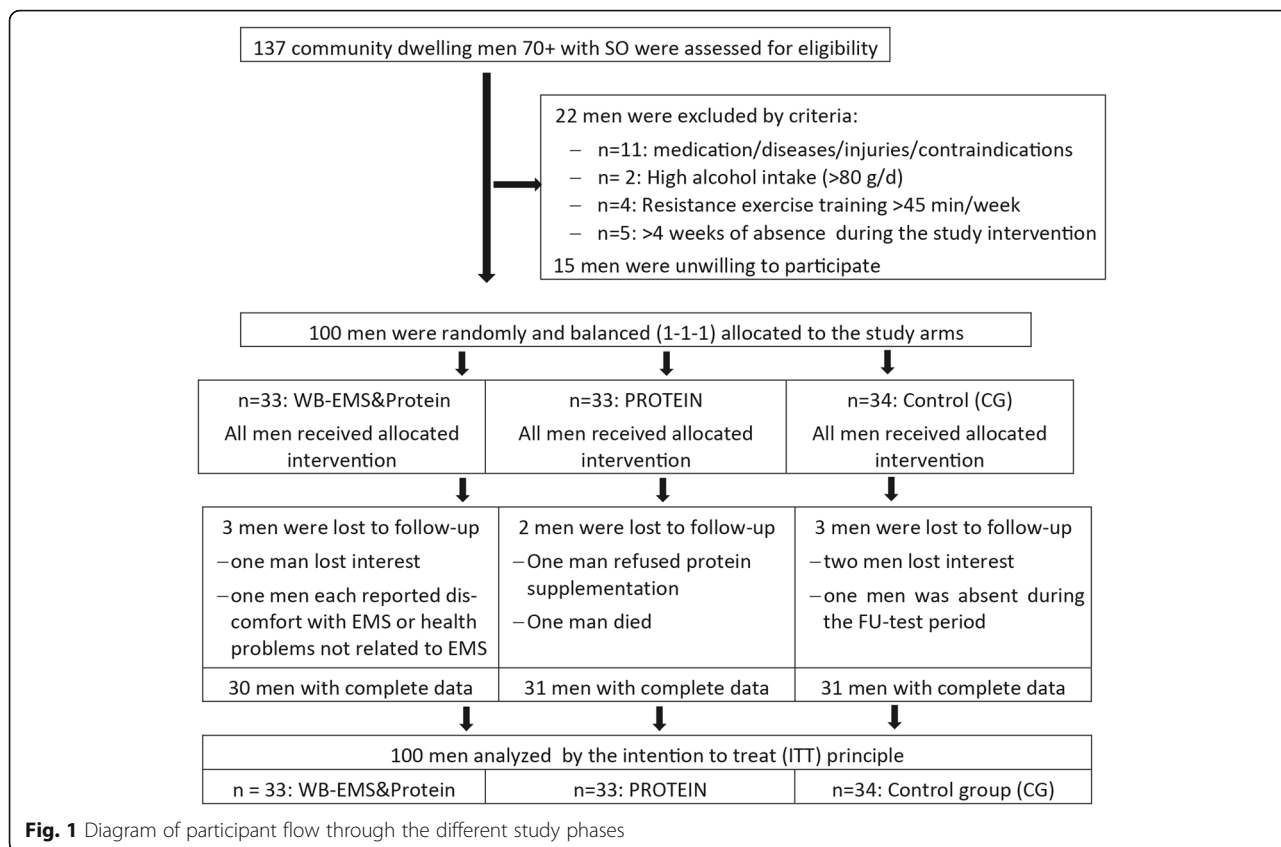 137 community dwelling men 70+ with SO were assessed for eligibility
22 men were excluded by criteria:
– n=11: medication/diseases/injuries/contraindications
– n= 2: High alcohol intake (>80 g/d)
– n=4: Resistance exercise training >45 min/week
– n=5: >4 weeks of absence during the study intervention
15 men were unwilling to participate
100 men were randomly and balanced (1-1-1) allocated to the study arms
n=33: WB-EMS&Protein
All men received allocated
intervention
n=33: PROTEIN
All men received allocated
intervention
n=34: Control (CG)
All men received allocated
intervention
3 men were lost to follow-up
– one man lost interest
– one men each reported dis-
comfort with EMS or health
problems not related to EMS
2 men were lost to follow-up
– One man refused protein
supplementation
– One man died
3 men were lost to follow-up
– two men lost interest
– one men was absent during
the FU-test period
30 men with complete data
31 men with complete data
31 men with complete data
100 men analyzed by the intention to treat (ITT) principle
n = 33: WB-EMS&Protein
n=33: PROTEIN
n=34: Control group (CG)
Fig. 1 Diagram of participant flow through the different study phases